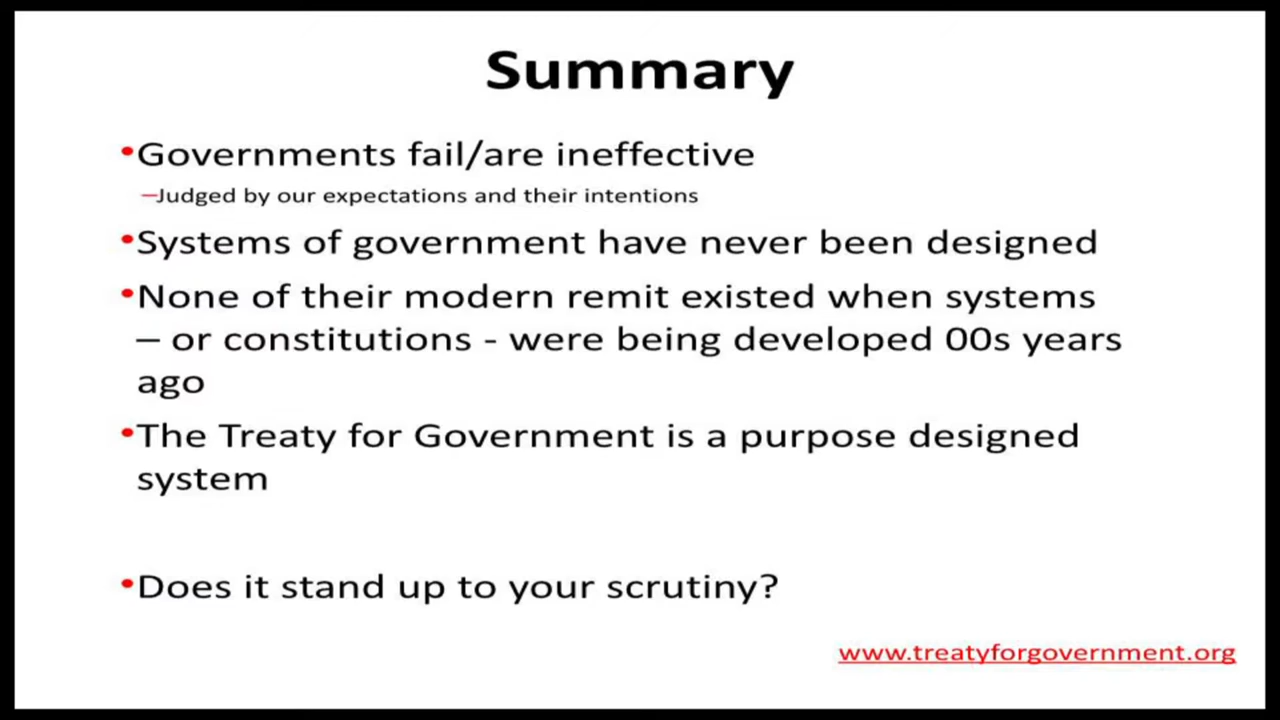 Summary
•Governments fail/are ineffective
–Judged by our expectations and their intentions
•Systems of government have never been designed
•None of their modern remit existed when systems
– or constitutions - were being developed 00s years
ago
•The Treaty for Government is a purpose designed
system
•Does it stand up to your scrutiny?
www.treatyforgovernment.org